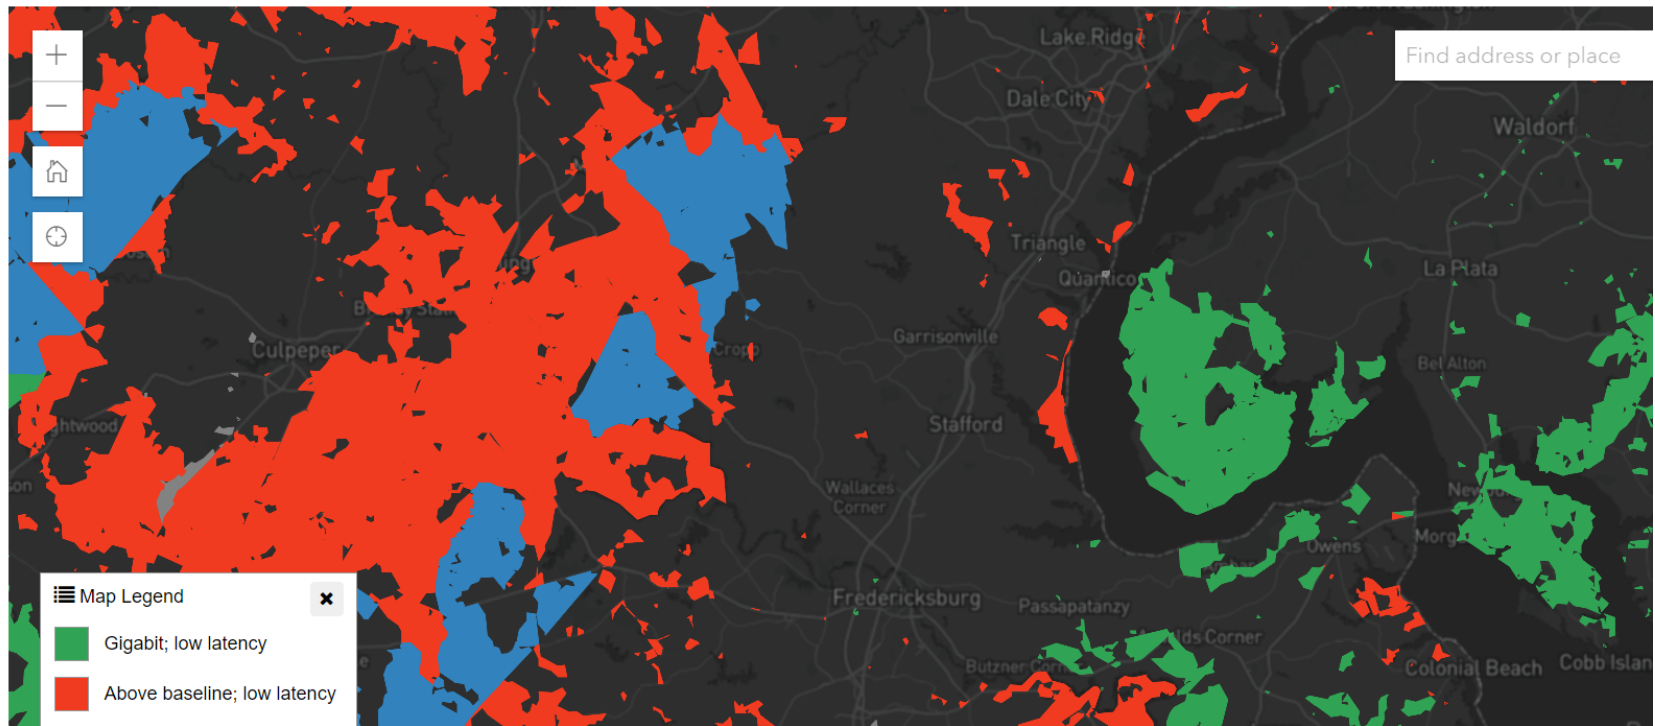 Lake Ridge
Find address or place
Dale City
Waldorf
Triangle
Quantico
La Plata
Garrisonville
Culpeper
Cropp
Bel Alton
Stafford
Wallaces
Corner
Owens
Fredericksburg
Passapatanzy
Colonial Beach
Map Legend
Gigabit; low latency
Above baseline; low latency